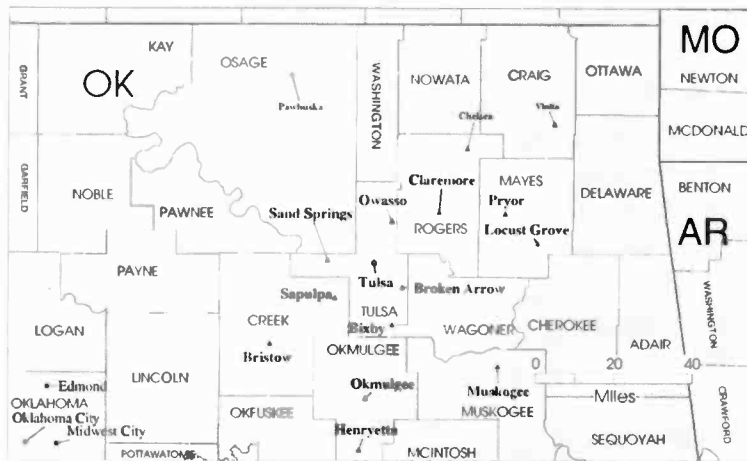 KAY
OSAGE
MO
GRANT
OK
WASHINGTON
NOWATA
CRAIG
OTTAWA
NEWTON
Pawhuska
Chelsea
Vinita
MCDONALD
GARFIELD
NOBLE
PAWNEE
Claremore
MAYES
DELAWARE
BENTON
Sand Springs
Owasso
Pryor
ROGERS
Locust Grove
AR
PAYNE
Tulsa
Sapulpa
Broken Arrow
LOGAN
CREEK
TULSA
Bixby
WAGONER
CHEROKEE
WASHINGTON
ADAIR
Bristow
OKMULGEE
0 20 40
Edmond
LINCOLN
Okmulgee
Muskogee
Miles
OKLAHOMA
Oklahoma City
OKFUSKEE
MUSKOGEE
CRAWFORD
Midwest City
Henryetta
MCINTOSH
SEQUOYAH